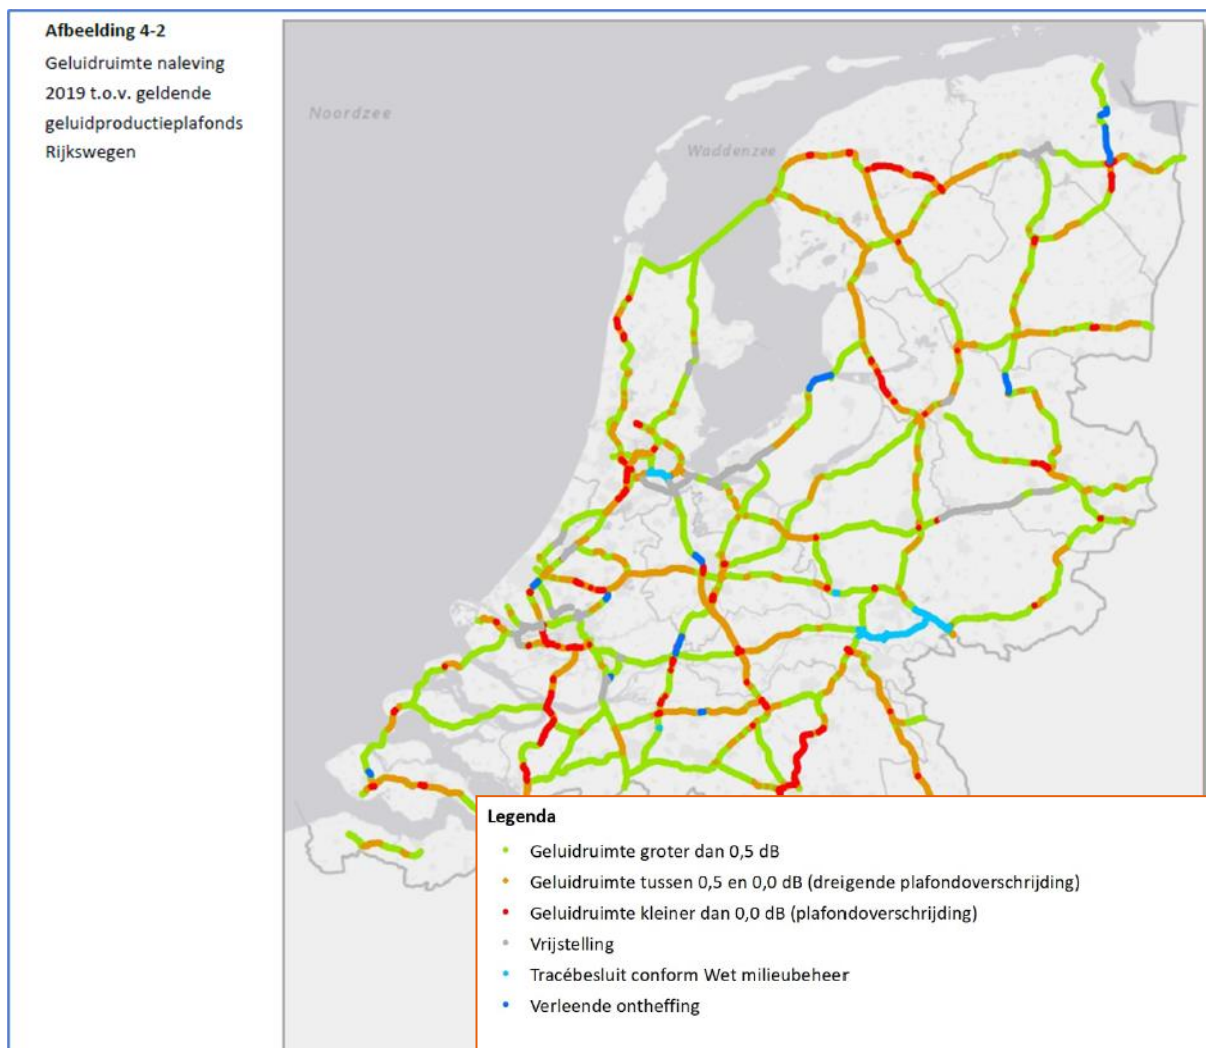 Afbeelding 4-2
Geluidruimte naleving
2019 t.o.v. geldende
geluidproductieplafonds
Rijkswegen
Noordzee
Waddenzee
Legenda
Geluidruimte groter dan 0,5 dB
Geluidruimte tussen 0,5 en 0,0 dB (dreigende plafondoverschrijding)
Geluidruimte kleiner dan 0,0 dB (plafondoverschrijding)
Vrijstelling
Tracébesluit conform Wet milieubeheer
Verleende ontheffing